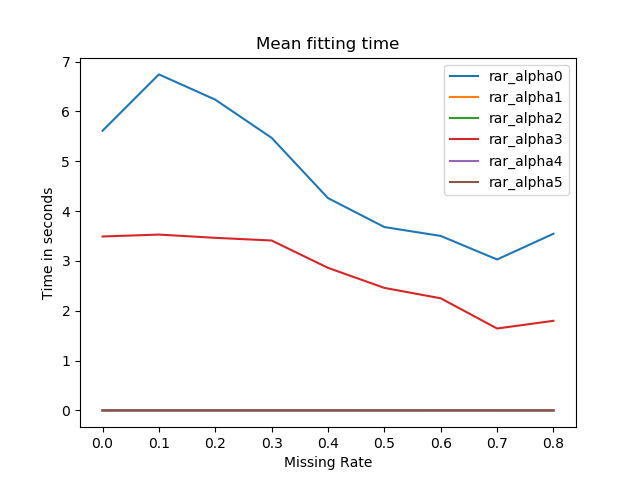 Mean fitting time
7
6
5
4
3
2
1
0
Time in seconds
rar_alpha0
rar_alpha1
rar_alpha2
rar_alpha3
rar_alpha4
rar_alpha5
0.0 0.1 0.2 0.3 0.4 0.5 0.6 0.7 0.8
Missing Rate